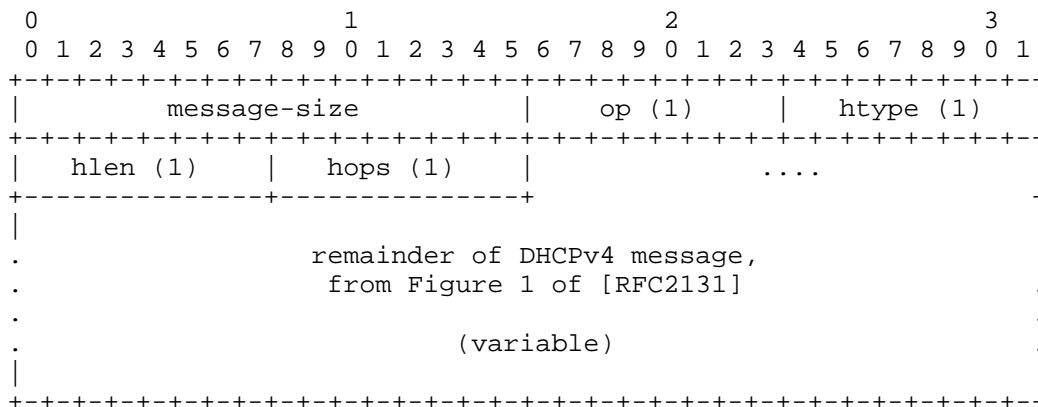 0                   1                   2                   3
0 1 2 3 4 5 6 7 8 9 0 1 2 3 4 5 6 7 8 9 0 1 2 3 4 5 6 7 8 9 0 1
+-+-+-+-+-+-+-+-+-+-+-+-+-+-+-+-+-+-+-+-+-+-+-+-+-+-+-+-+-+-+-+--
|         message-size          |    op (1)     |   htype (1)
+-+-+-+-+-+-+-+-+-+-+-+-+-+-+-+-+-+-+-+-+-+-+-+-+-+-+-+-+-+-+-+--
|   hlen (1)    |   hops (1)    |              ....
+---------------+---------------+                               -
|
.                  remainder of DHCPv4 message,
.                   from Figure 1 of [RFC2131]                  .
.                                                               .
.                           (variable)                          .
|
+-+-+-+-+-+-+-+-+-+-+-+-+-+-+-+-+-+-+-+-+-+-+-+-+-+-+-+-+-+-+-+--